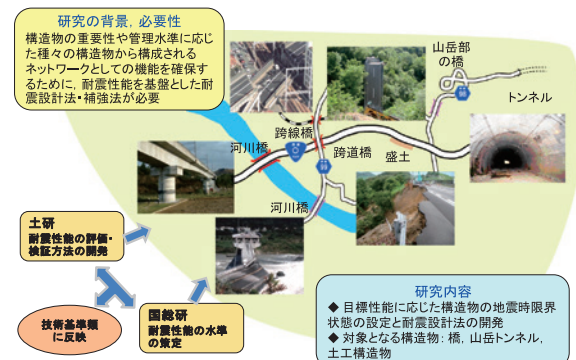 研究の背景，必要性
構造物の重要性や管理水準に応じ
た種々の構造物から構成される
ネットワークとしての機能を確保す
るために，耐震性能を基盤とした耐
震設計法・補強法が必要
山岳部
の橋
トンネル
跨線橋
河川橋
跨道橋
盛土
河川橋
土研
耐震性能の評価・
検証方法の開発
国総研
耐震性能の水準
の策定
技術基準類
に反映
研究内容
◆ 目標性能に応じた構造物の地震時限界
状態の設定と耐震設計法の開発
◆ 対象となる構造物：橋，山岳トンネル，
土工構造物